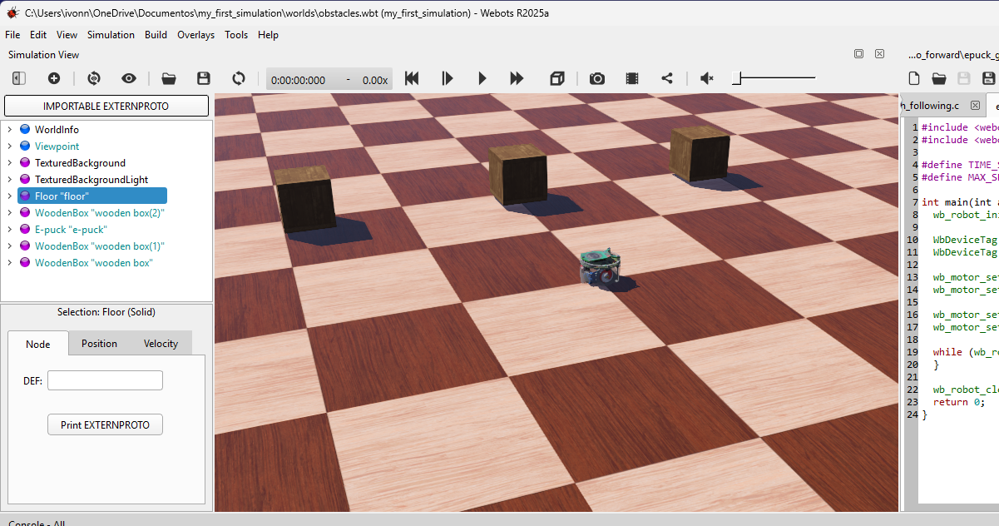 C:\Users\ivonn\OneDrive\Documentos\my_first_simulation\worlds\obstacles.wbt (my_first_simulation) - Webots R2025a
File Edit View Simulation Build Overlays Tools Help
Simulation View
...o_forward\epuck_g
0:00:00:000 - 0.00x
IMPORTABLE EXTERNPROTO
WorldInfo
Viewpoint
TexturedBackground
TexturedBackgroundLight
Floor "floor"
WoodenBox "wooden box(2)"
E-puck "e-puck"
WoodenBox "wooden box(1)"
WoodenBox "wooden box"
Selection: Floor (Solid)
Node Position Velocity
DEF:
Print EXTERNPROTO
Console - All
h_following.c
1 #include <webo
2 #include <webo
3
4 #define TIME_S
5 #define MAX_S
6
7 int main(int a
8 wb_robot_in
9
10 WbDeviceTag
11 WbDeviceTag
12
13 wb_motor_se
14 wb_motor_se
15
16 wb_motor_se
17 wb_motor_se
18
19 while (wb_ro
20 }
21
22 wb_robot_cle
23 return 0;
24 }